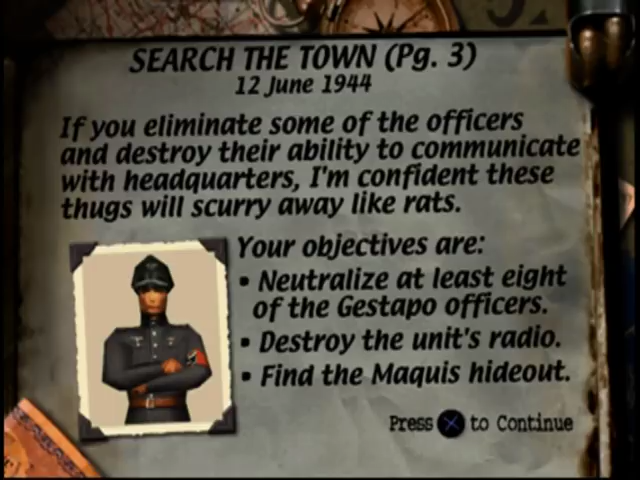 SEARCH THE TOWN (Pg. 3)
12 June 1944
If you eliminate some of the officers
and destroy their ability to communicate
with headquarters, I'm confident these
thugs will scurry away like rats.
Your objectives are:
• Neutralize at least eight
of the Gestapo officers.
• Destroy the unit's radio.
• Find the Maquis hideout.
Press X to Continue